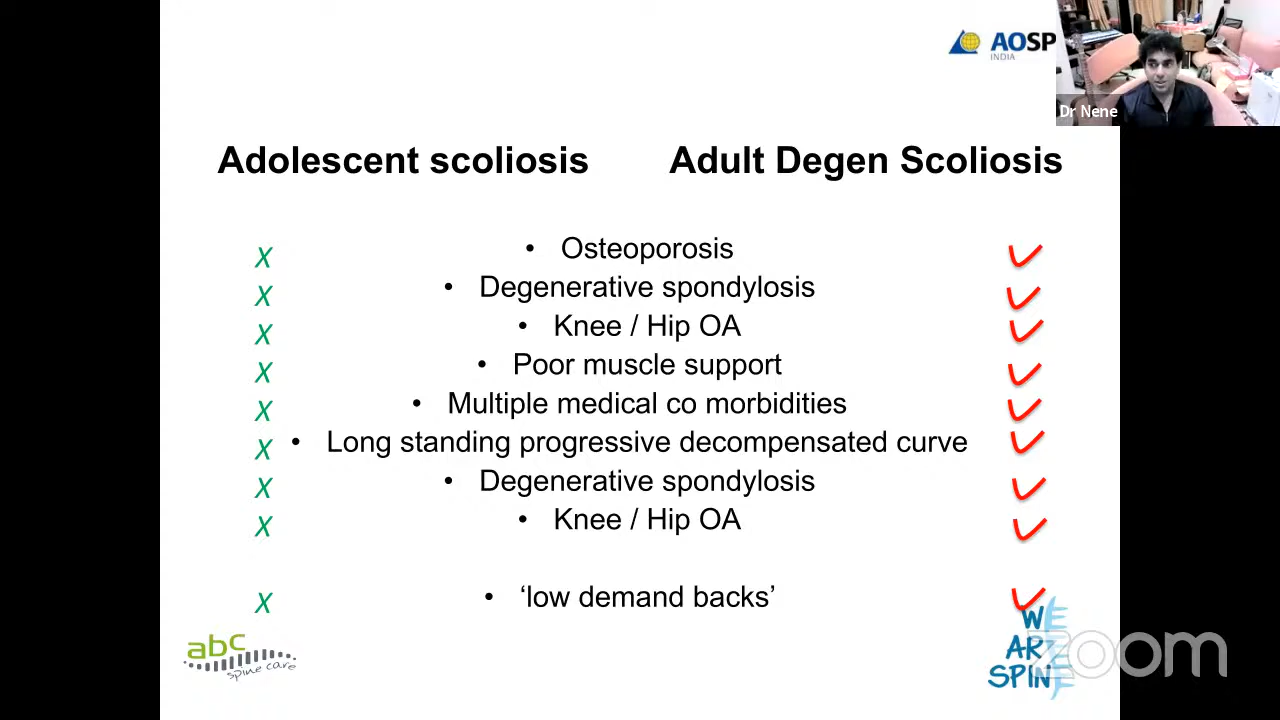 AOSP
INDIA
Dr Nene
Adolescent scoliosis Adult Degen Scoliosis
X • Osteoporosis ✓
X • Degenerative spondylosis ✓
X • Knee / Hip OA ✓
X • Poor muscle support ✓
X • Multiple medical co morbidities ✓
X • Long standing progressive decompensated curve ✓
X • Degenerative spondylosis ✓
X • Knee / Hip OA ✓
X • ‘low demand backs’ ✓
abc
spine care
WE
ARE
SPINE
zoom